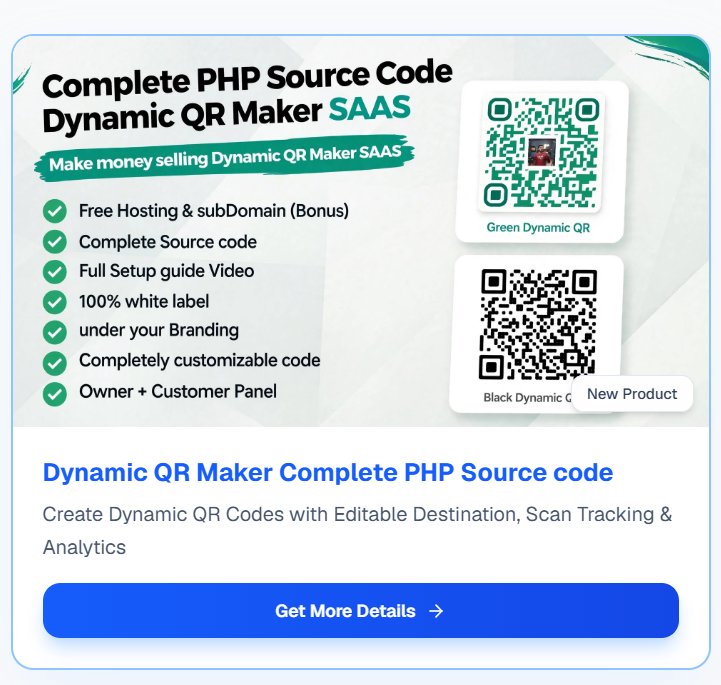 Complete PHP Source Code
Dynamic QR Maker SAAS
Make money selling Dynamic QR Maker SAAS
Free Hosting & subDomain (Bonus)
Complete Source code
Full Setup guide Video
100% white label
under your Branding
Completely customizable code
Owner + Customer Panel
Green Dynamic QR
Black Dynamic
New Product
Dynamic QR Maker Complete PHP Source code
Create Dynamic QR Codes with Editable Destination, Scan Tracking &
Analytics
Get More Details